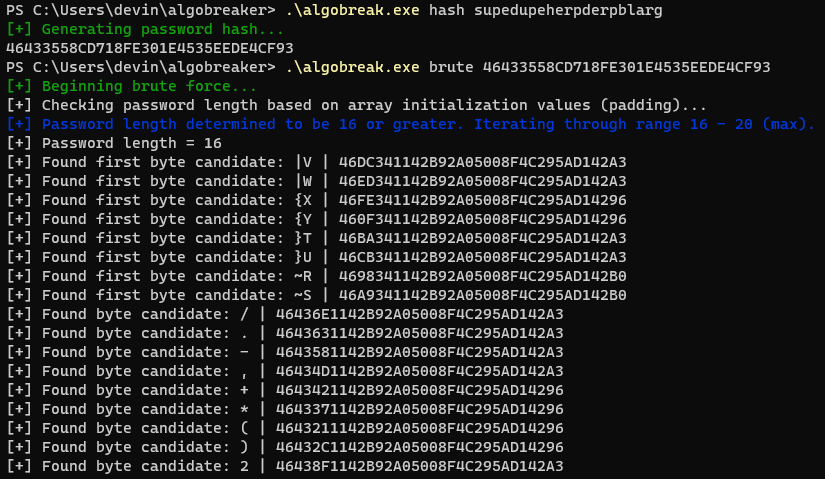 PS C:\Users\devin\algobreaker> .\algobreak.exe hash supedupeherpderpblarg
[+] Generating password hash...
46433558CD718FE301E4535EEDE4CF93
PS C:\Users\devin\algobreaker> .\algobreak.exe brute 46433558CD718FE301E4535EEDE4CF93
[+] Beginning brute force...
[+] Checking password length based on array initialization values (padding)...
[+] Password length determined to be 16 or greater. Iterating through range 16 - 20 (max).
[+] Password length = 16
[+] Found first byte candidate: |V | 46DC341142B92A05008F4C295AD142A3
[+] Found first byte candidate: |W | 46ED341142B92A05008F4C295AD142A3
[+] Found first byte candidate: {X | 46FE341142B92A05008F4C295AD14296
[+] Found first byte candidate: {Y | 460F341142B92A05008F4C295AD14296
[+] Found first byte candidate: }T | 46BA341142B92A05008F4C295AD142A3
[+] Found first byte candidate: }U | 46CB341142B92A05008F4C295AD142A3
[+] Found first byte candidate: ~R | 4698341142B92A05008F4C295AD142B0
[+] Found first byte candidate: ~S | 46A9341142B92A05008F4C295AD142B0
[+] Found byte candidate: / | 46436E1142B92A05008F4C295AD142A3
[+] Found byte candidate: . | 4643631142B92A05008F4C295AD142A3
[+] Found byte candidate: - | 4643581142B92A05008F4C295AD142A3
[+] Found byte candidate: , | 46434D1142B92A05008F4C295AD142A3
[+] Found byte candidate: + | 4643421142B92A05008F4C295AD14296
[+] Found byte candidate: * | 4643371142B92A05008F4C295AD14296
[+] Found byte candidate: ( | 4643211142B92A05008F4C295AD14296
[+] Found byte candidate: ) | 46432C1142B92A05008F4C295AD14296
[+] Found byte candidate: 2 | 46438F1142B92A05008F4C295AD142A3